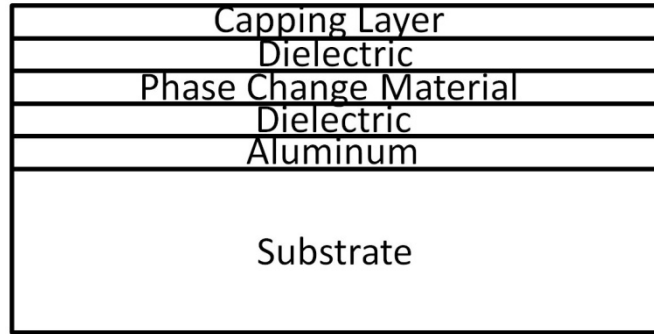 Capping Layer
Dielectric
Phase Change Material
Dielectric
Aluminum
Substrate